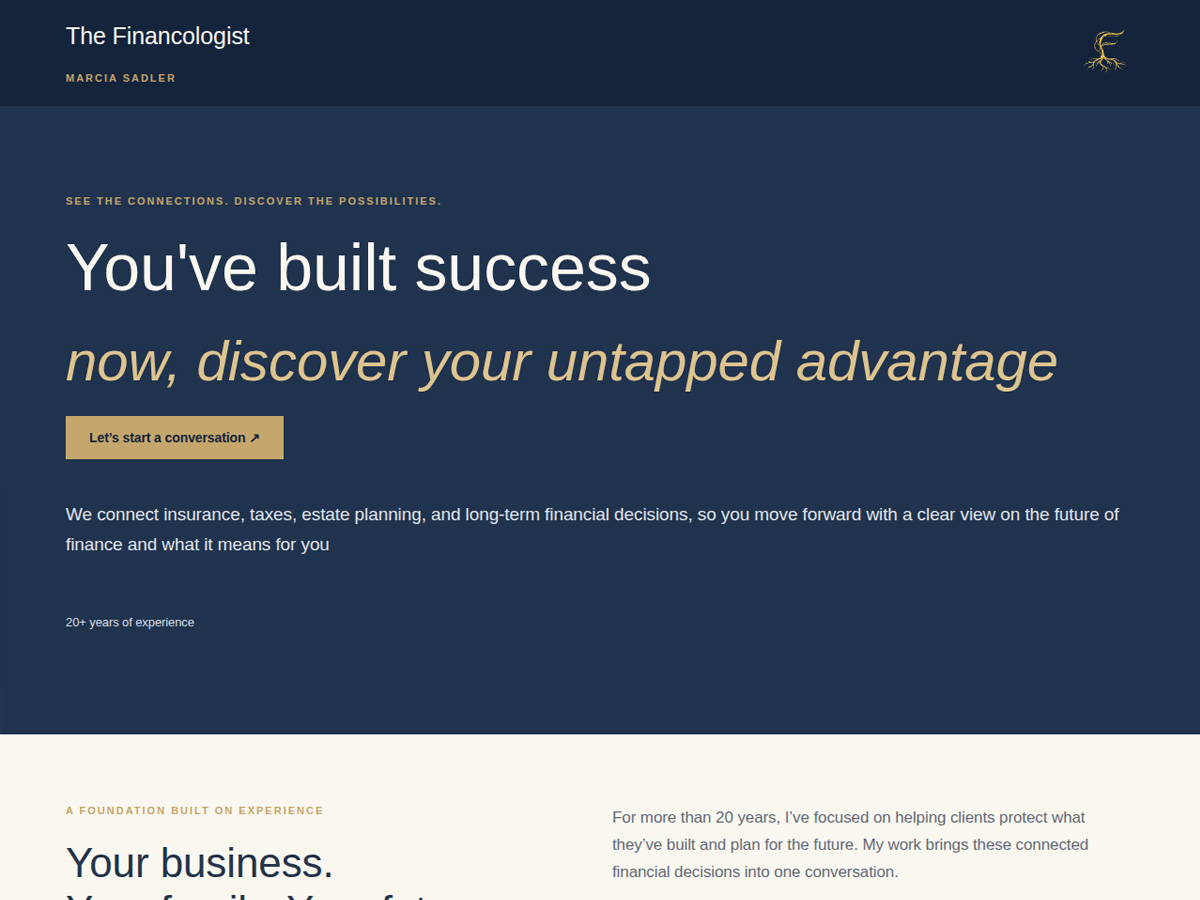 The Financologist
MARCIA SADLER
SEE THE CONNECTIONS. DISCOVER THE POSSIBILITIES.
You've built success
now, discover your untapped advantage
Let’s start a conversation ↗
We connect insurance, taxes, estate planning, and long-term financial decisions, so you move forward with a clear view on the future of
finance and what it means for you
20+ years of experience
A FOUNDATION BUILT ON EXPERIENCE
Your business.
For more than 20 years, I’ve focused on helping clients protect what
they’ve built and plan for the future. My work brings these connected
financial decisions into one conversation.